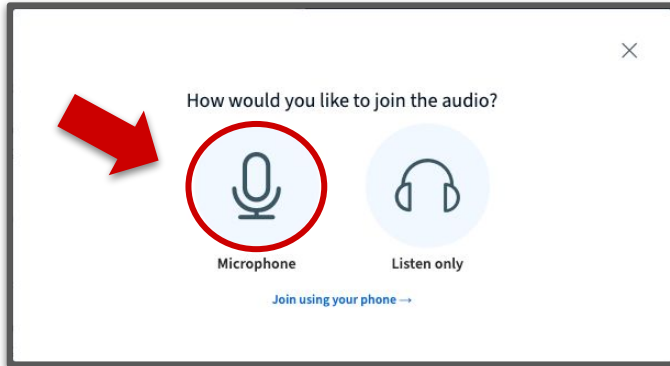 How would you like to join the audio?
Microphone Listen only
Join using your phone →